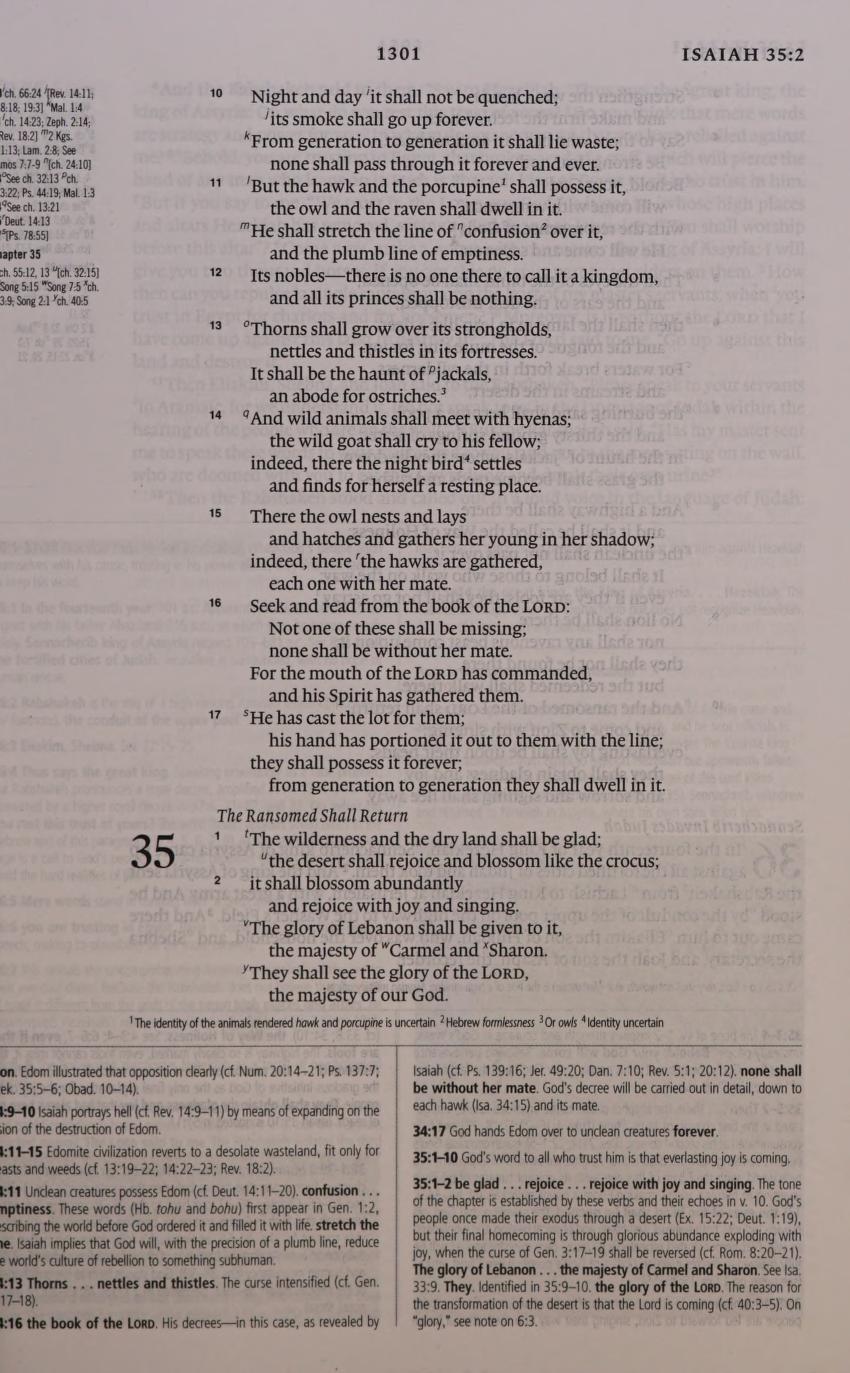 1301
ISAIAH 35:2
ch. 66:24 [Rev. 14:11;
8:18; 19:3] Mal. 1:4
ch. 14:23; Zeph. 2:14;
Rev. 18:2] m2 Kgs.
1:13; Lam. 2:8; See
mos 7:7-9 n[ch. 24:10]
oSee ch. 32:13 pch.
3:22; Ps. 44:19; Mal. 1:3
qSee ch. 13:21
rDeut. 14:13
s[Ps. 78:55]
apter 35
ch. 55:12, 13 u[ch. 32:15]
Song 5:15 wSong 7:5 xch.
3:9; Song 2:1 ych. 40:5
10 Night and day iit shall not be quenched;
jits smoke shall go up forever.
kFrom generation to generation it shall lie waste;
none shall pass through it forever and ever.
11 lBut the hawk and the porcupine1 shall possess it,
the owl and the raven shall dwell in it.
mHe shall stretch the line of nconfusion2 over it,
and the plumb line of emptiness.
12 Its nobles—there is no one there to call it a kingdom,
and all its princes shall be nothing.
13 oThorns shall grow over its strongholds,
nettles and thistles in its fortresses.
It shall be the haunt of pjackals,
an abode for ostriches.3
14 qAnd wild animals shall meet with hyenas;
the wild goat shall cry to his fellow;
indeed, there the night bird4 settles
and finds for herself a resting place.
15 There the owl nests and lays
and hatches and gathers her young in her shadow;
indeed, there rthe hawks are gathered,
each one with her mate.
16 Seek and read from the book of the LORD:
Not one of these shall be missing;
none shall be without her mate.
For the mouth of the LORD has commanded,
and his Spirit has gathered them.
17 sHe has cast the lot for them;
his hand has portioned it out to them with the line;
they shall possess it forever;
from generation to generation they shall dwell in it.
The Ransomed Shall Return
35 1 tThe wilderness and the dry land shall be glad;
uthe desert shall rejoice and blossom like the crocus;
2 it shall blossom abundantly
and rejoice with joy and singing.
vThe glory of Lebanon shall be given to it,
the majesty of wCarmel and xSharon.
yThey shall see the glory of the LORD,
the majesty of our God.
1 The identity of the animals rendered hawk and porcupine is uncertain 2 Hebrew formlessness 3 Or owls 4 Identity uncertain
on. Edom illustrated that opposition clearly (cf. Num. 20:14–21; Ps. 137:7;
ek. 35:5–6; Obad. 10–14).
4:9–10 Isaiah portrays hell (cf. Rev. 14:9–11) by means of expanding on the
ion of the destruction of Edom.
4:11–15 Edomite civilization reverts to a desolate wasteland, fit only for
easts and weeds (cf. 13:19–22; 14:22–23; Rev. 18:2).
4:11 Unclean creatures possess Edom (cf. Deut. 14:11–20). confusion . . .
mptiness. These words (Hb. tohu and bohu) first appear in Gen. 1:2,
scribing the world before God ordered it and filled it with life. stretch the
ne. Isaiah implies that God will, with the precision of a plumb line, reduce
e world's culture of rebellion to something subhuman.
4:13 Thorns . . . nettles and thistles. The curse intensified (cf. Gen.
17–18).
4:16 the book of the LORD. His decrees—in this case, as revealed by
Isaiah (cf. Ps. 139:16; Jer. 49:20; Dan. 7:10; Rev. 5:1; 20:12). none shall
be without her mate. God's decree will be carried out in detail, down to
each hawk (Isa. 34:15) and its mate.
34:17 God hands Edom over to unclean creatures forever.
35:1–10 God's word to all who trust him is that everlasting joy is coming.
35:1–2 be glad . . . rejoice . . . rejoice with joy and singing. The tone
of the chapter is established by these verbs and their echoes in v. 10. God's
people once made their exodus through a desert (Ex. 15:22; Deut. 1:19),
but their final homecoming is through glorious abundance exploding with
joy, when the curse of Gen. 3:17–19 shall be reversed (cf. Rom. 8:20–21).
The glory of Lebanon . . . the majesty of Carmel and Sharon. See Isa.
33:9. They. Identified in 35:9–10. the glory of the LORD. The reason for
the transformation of the desert is that the Lord is coming (cf. 40:3–5). On
"glory," see note on 6:3.